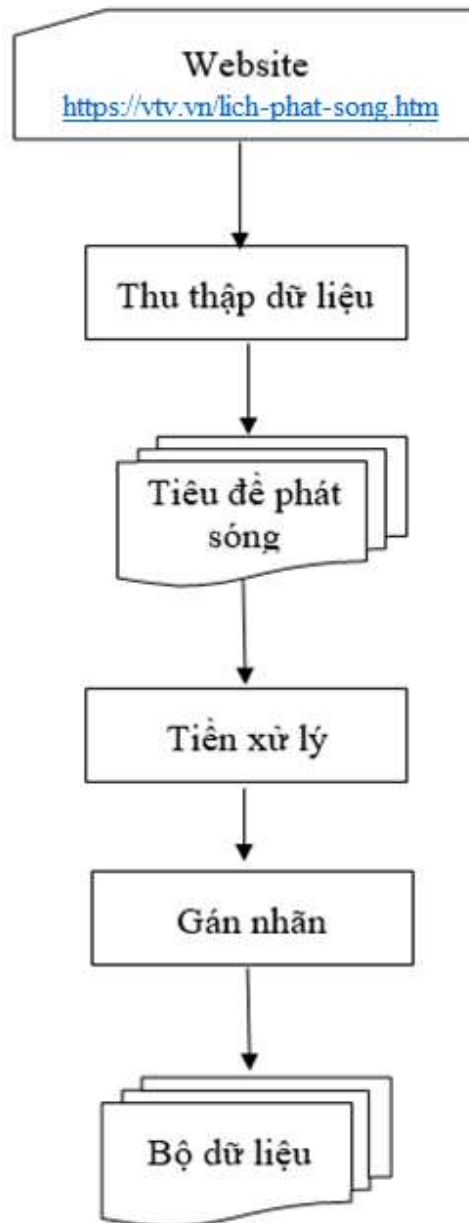 Website
https://vtv.vn/lich-phat-song.htm
Thu thập dữ liệu
Tiêu đề phát
sóng
Tiền xử lý
Gán nhãn
Bộ dữ liệu